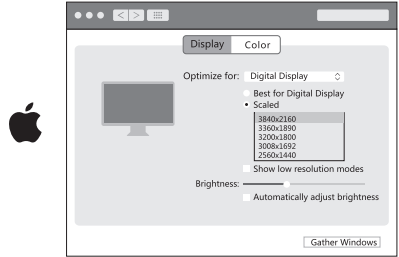 Display Color
Optimize for: Digital Display
Best for Digital Display
Scaled
3840x2160
3360x1890
3200x1800
3008x1692
2560x1440
Show low resolution modes
Brightness:
Automatically adjust brightness
Gather Windows